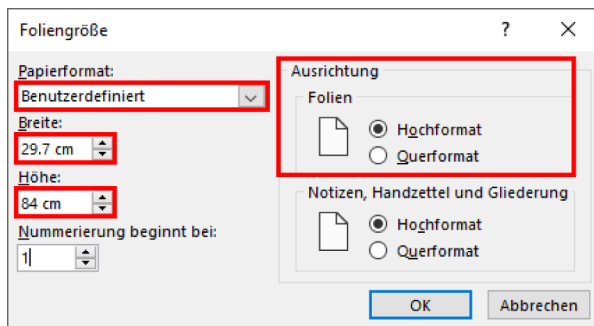 Foliengröße
Papierformat:
Benutzerdefiniert
Breite:
29.7 cm
Höhe:
84 cm
Nummerierung beginnt bei:
1
Ausrichtung
Folien
Hochformat
Querformat
Notizen, Handzettel und Gliederung
Hochformat
Querformat
OK
Abbrechen